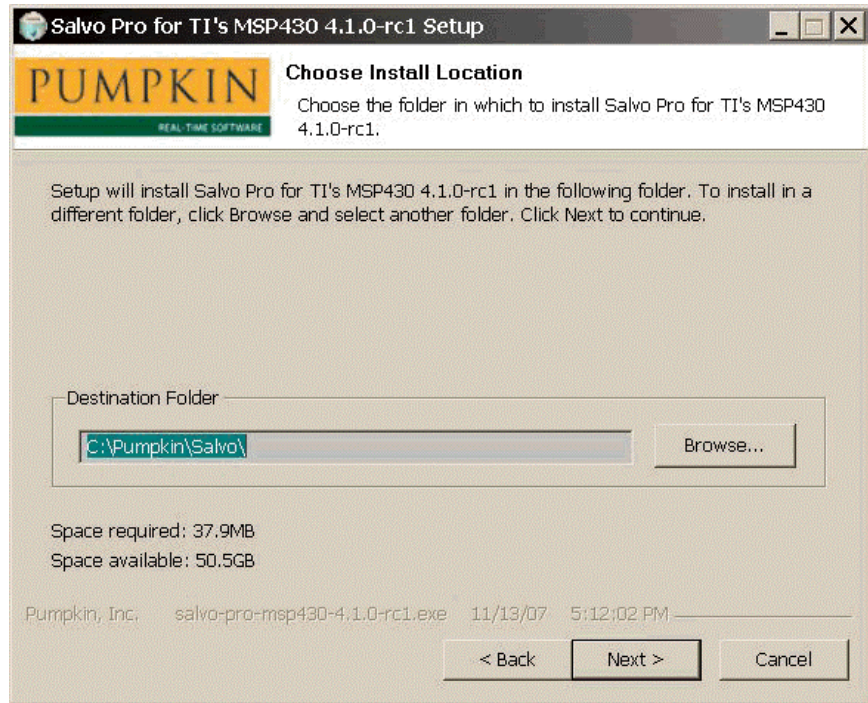 Salvo Pro for TI's MSP430 4.1.0-rc1 Setup
PUMPKIN
REAL-TIME SOFTWARE
Choose Install Location
Choose the folder in which to install Salvo Pro for TI's MSP430
4.1.0-rc1.
Setup will install Salvo Pro for TI's MSP430 4.1.0-rc1 in the following folder. To install in a
different folder, click Browse and select another folder. Click Next to continue.
Destination Folder
C:\Pumpkin\Salvo\
Browse...
Space required: 37.9MB
Space available: 50.5GB
Pumpkin, Inc. salvo-pro-msp430-4.1.0-rc1.exe 11/13/07 5:12:02 PM
< Back Next > Cancel